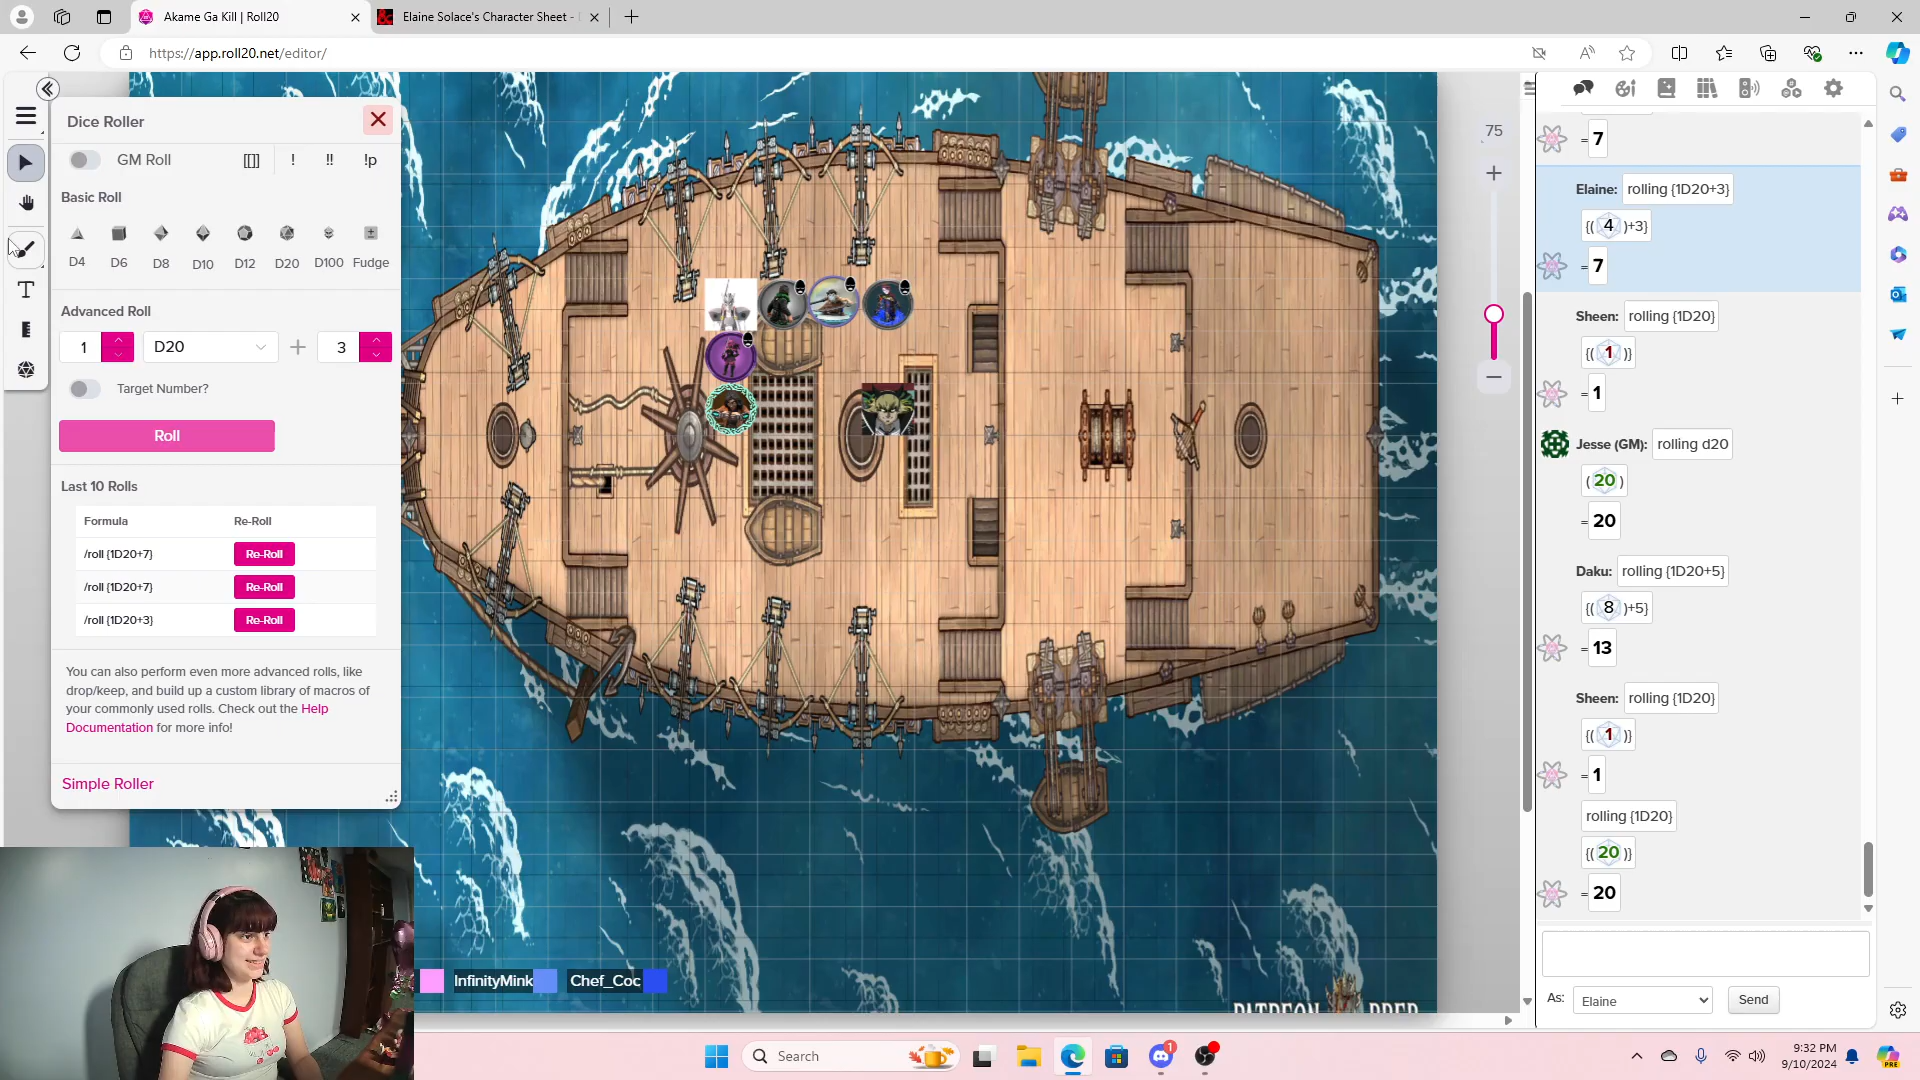 Akame Ga Kill | Roll20
Elaine Solace's Character Sheet -
https://app.roll20.net/editor/
Dice Roller
GM Roll
[[]]
!
!!
!p
Basic Roll
D4
D6
D8
D10
D12
D20
D100
Fudge
Advanced Roll
1
D20
+
3
Target Number?
Roll
Last 10 Rolls
Formula
Re-Roll
/roll {1D20+7}
Re-Roll
/roll {1D20+7}
Re-Roll
/roll {1D20+3}
Re-Roll
You can also perform even more advanced rolls, like
drop/keep, and build up a custom library of macros of
your commonly used rolls. Check out the Help
Documentation for more info!
Simple Roller
InfinityMink
Chef_Coc
75
= 7
Elaine: rolling {1D20+3}
{( 4 )+3}
= 7
Sheen: rolling {1D20}
{( 1 )}
= 1
Jesse (GM): rolling d20
( 20 )
= 20
Daku: rolling {1D20+5}
{( 8 )+5}
= 13
Sheen: rolling {1D20}
{( 1 )}
= 1
rolling {1D20}
{( 20 )}
= 20
As:
Elaine
Send
Search
1
9:32 PM
9/10/2024
PRE